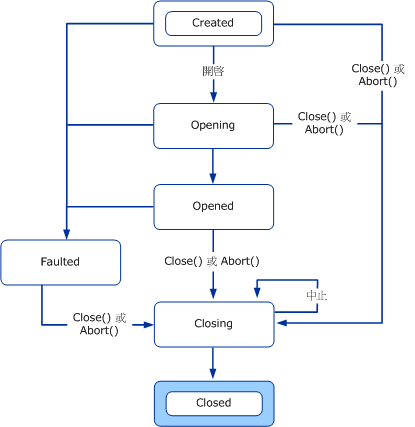 Created
Close() 或
Abort()
開啓
Opening
Close() 或
Abort()
Opened
Close() 或 Abort()
Faulted
中止
Close() 或
Abort()
Closing
Closed